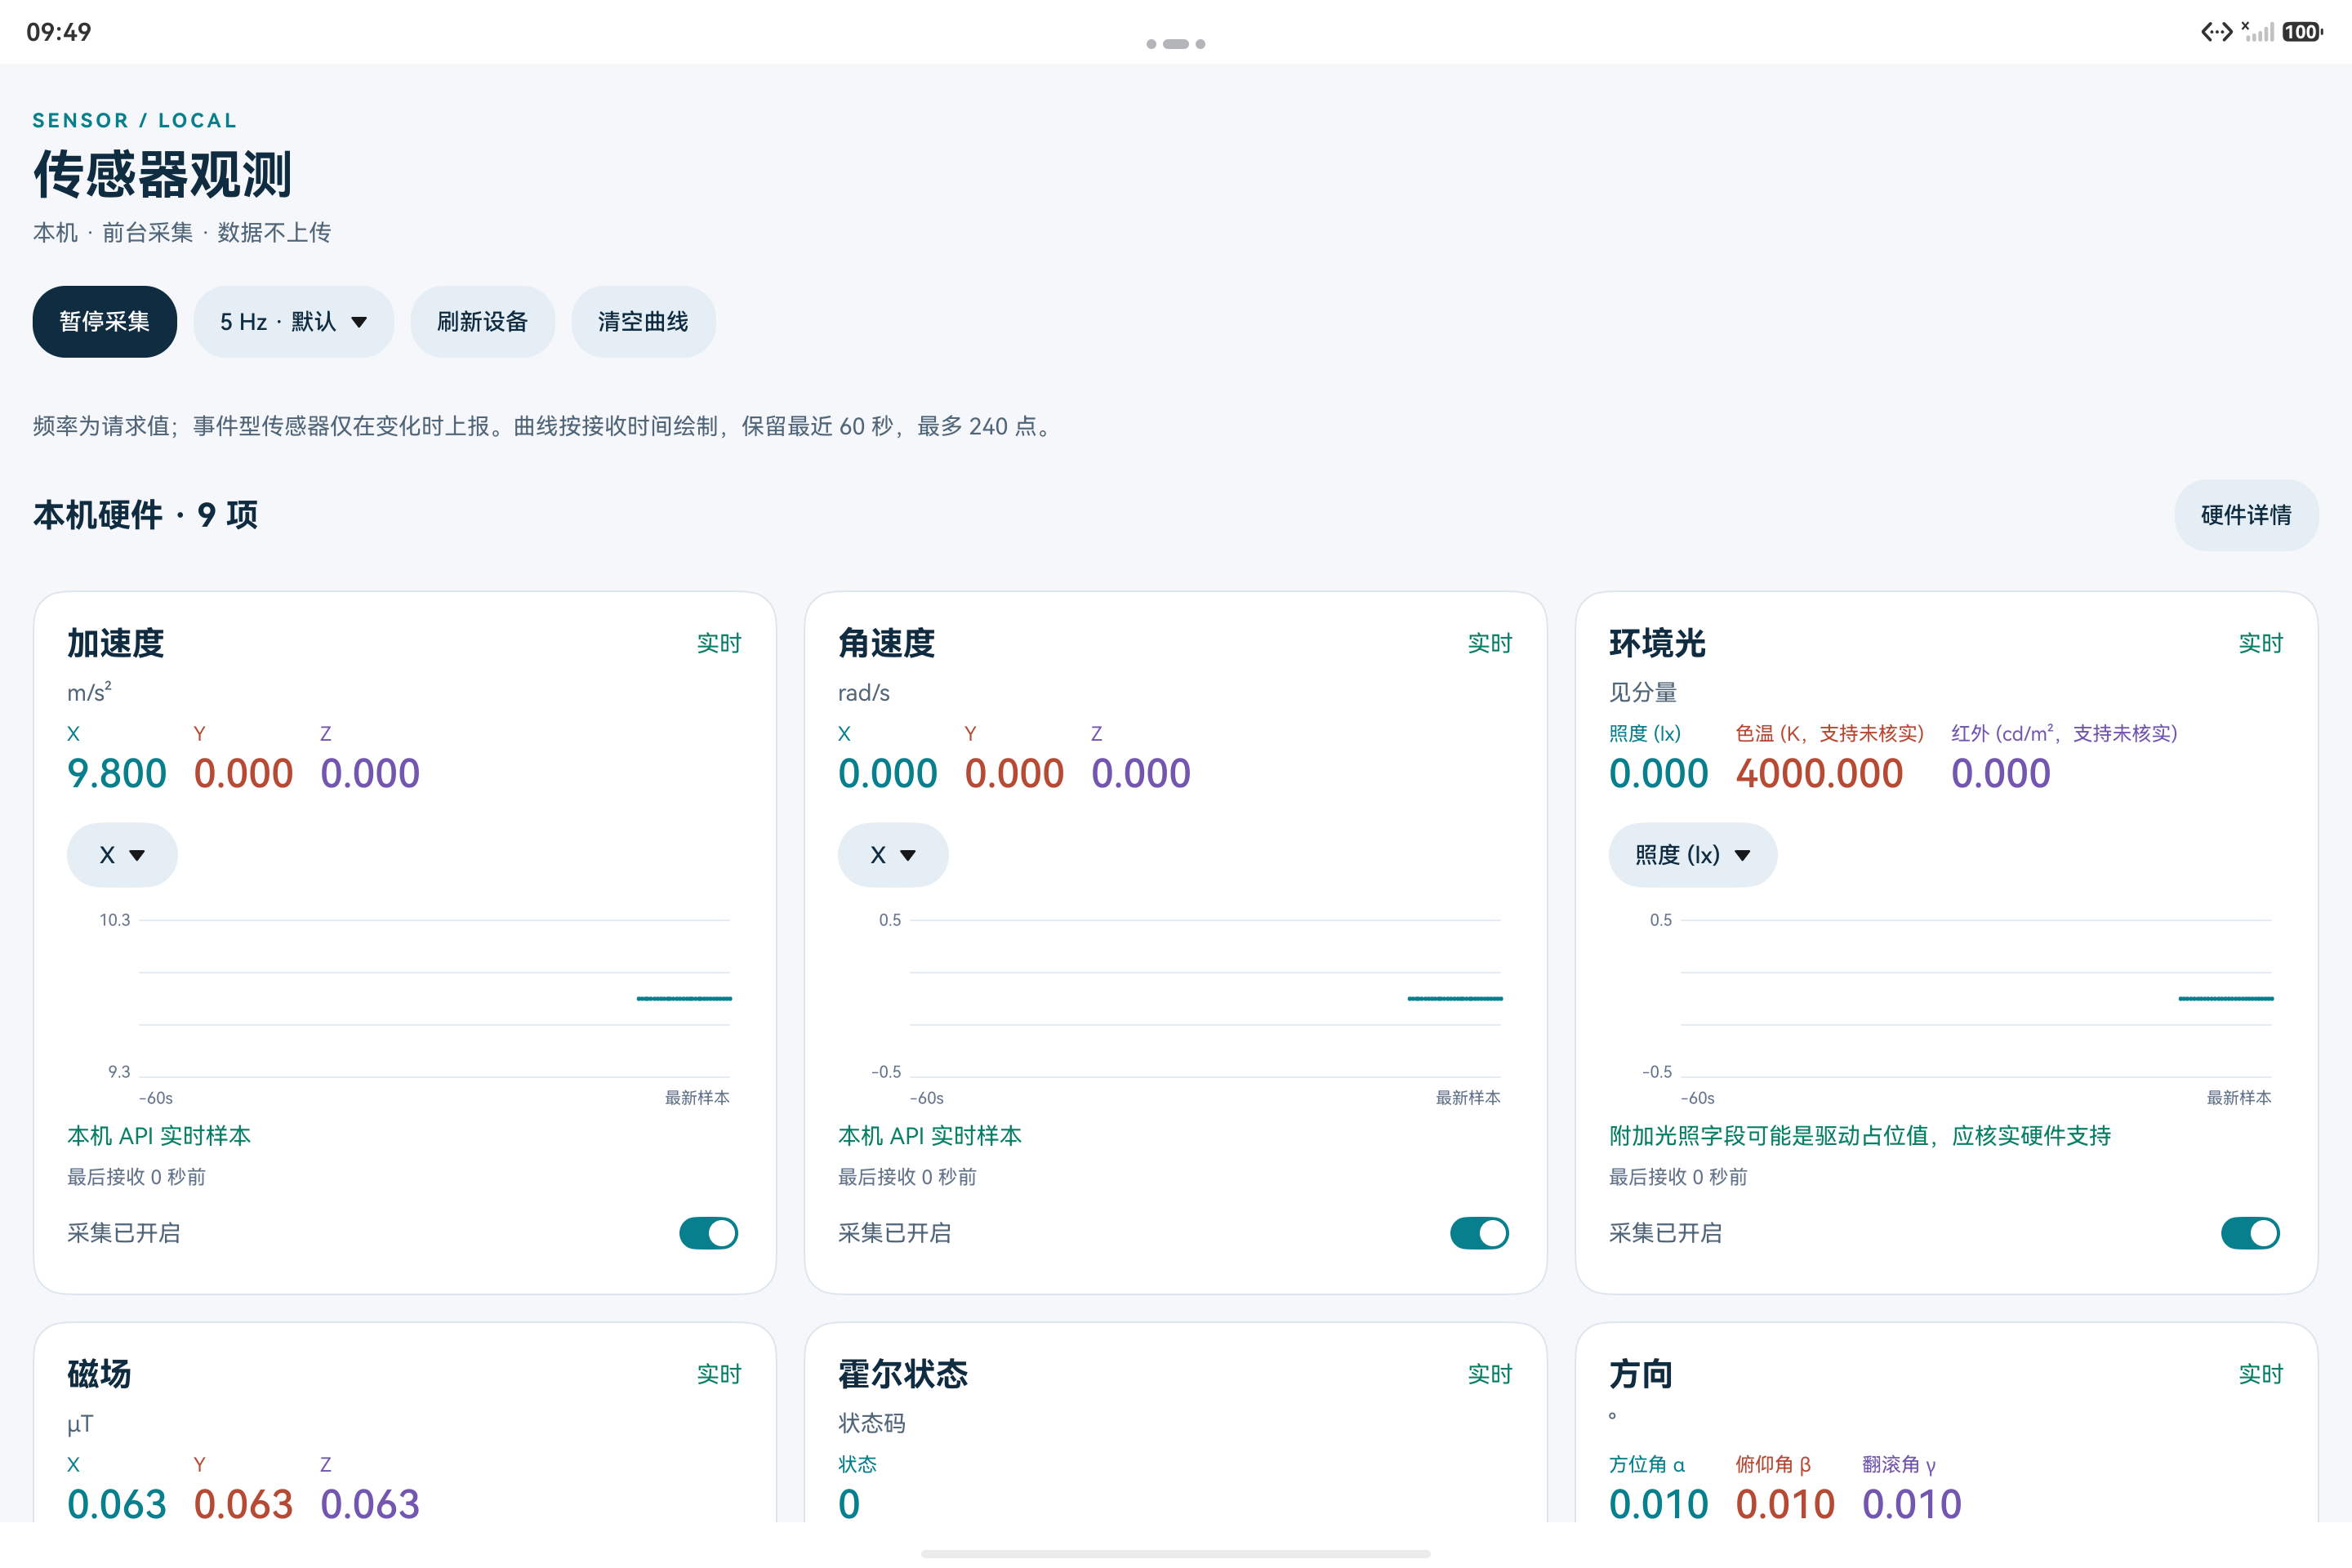 09:49
100
SENSOR / LOCAL
传感器观测
本机 · 前台采集 · 数据不上传
暂停采集
5 Hz · 默认
刷新设备
清空曲线
频率为请求值；事件型传感器仅在变化时上报。曲线按接收时间绘制，保留最近 60 秒，最多 240 点。
本机硬件 · 9 项
硬件详情
加速度
实时
m/s²
X Y Z
9.800 0.000 0.000
X
10.3
9.3
-60s
最新样本
本机 API 实时样本
最后接收 0 秒前
采集已开启
角速度
实时
rad/s
X Y Z
0.000 0.000 0.000
X
0.5
-0.5
-60s
最新样本
本机 API 实时样本
最后接收 0 秒前
采集已开启
环境光
实时
见分量
照度 (lx) 色温 (K，支持未核实) 红外 (cd/m²，支持未核实)
0.000 4000.000 0.000
照度 (lx)
0.5
-0.5
-60s
最新样本
附加光照字段可能是驱动占位值，应核实硬件支持
最后接收 0 秒前
采集已开启
磁场
实时
μT
X Y Z
0.063 0.063 0.063
霍尔状态
实时
状态码
状态
0
方向
实时
°
方位角 α 俯仰角 β 翻滚角 γ
0.010 0.010 0.010